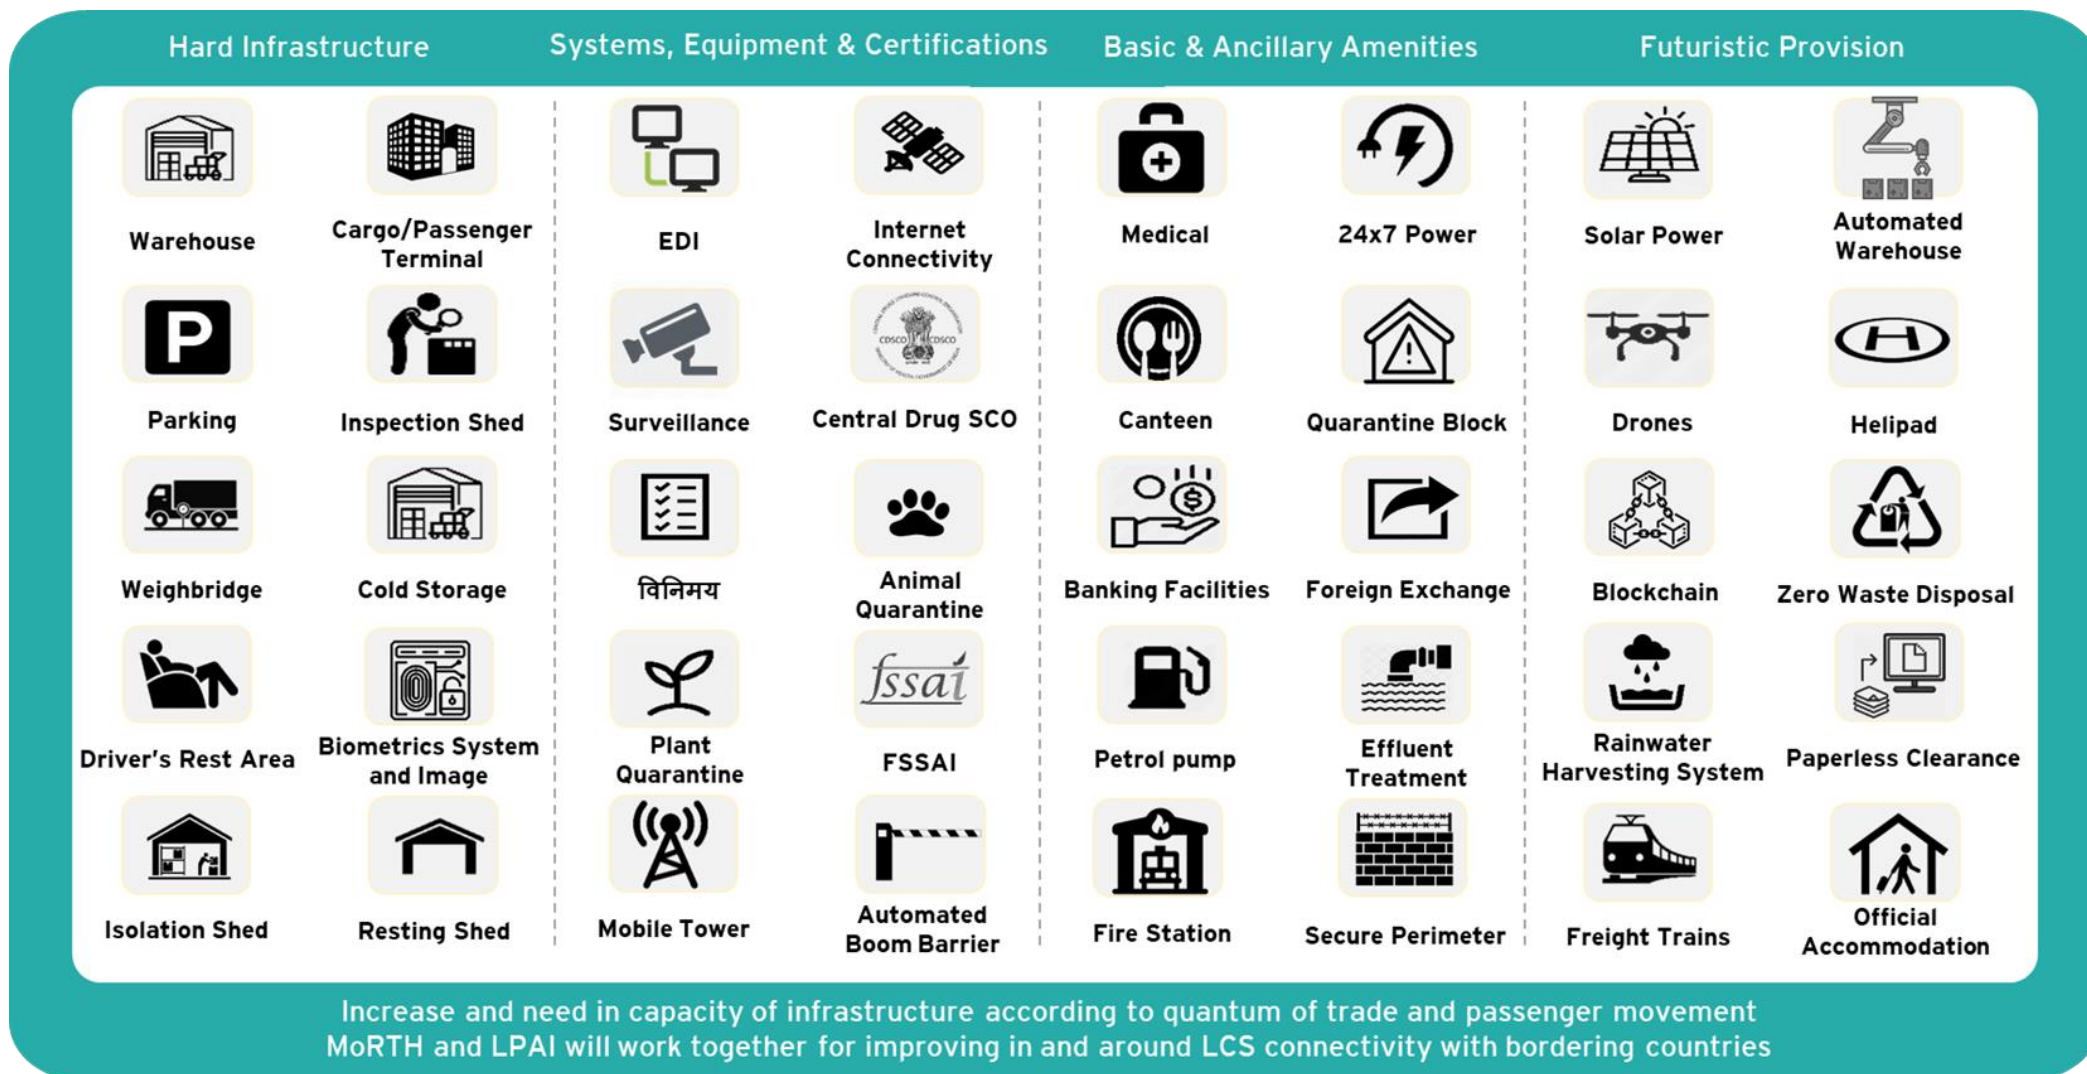 Hard Infrastructure
Systems, Equipment & Certifications
Basic & Ancillary Amenities
Futuristic Provision
Warehouse
Cargo/Passenger
Terminal
EDI
Internet
Connectivity
Medical
24x7 Power
Solar Power
Automated
Warehouse
P
CDSCO
CDSCO
H
Parking
Inspection Shed
Surveillance
Central Drug SCO
Canteen
Quarantine Block
Drones
Helipad
Weighbridge
Cold Storage
विनिमय
Animal
Quarantine
Banking Facilities
Foreign Exchange
Blockchain
Zero Waste Disposal
fssai
Driver's Rest Area
Biometrics System
and Image
Plant
Quarantine
FSSAI
Petrol pump
Effluent
Treatment
Rainwater
Harvesting System
Paperless Clearance
Isolation Shed
Resting Shed
Mobile Tower
Automated
Boom Barrier
Fire Station
Secure Perimeter
Freight Trains
Official
Accommodation
Increase and need in capacity of infrastructure according to quantum of trade and passenger movement
MoRTH and LPAI will work together for improving in and around LCS connectivity with bordering countries